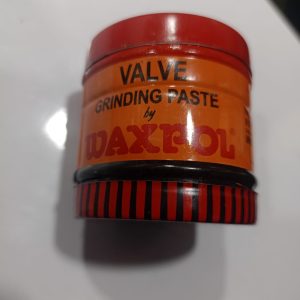 VALVE
GRINDING PASTE
by
WAXPOL